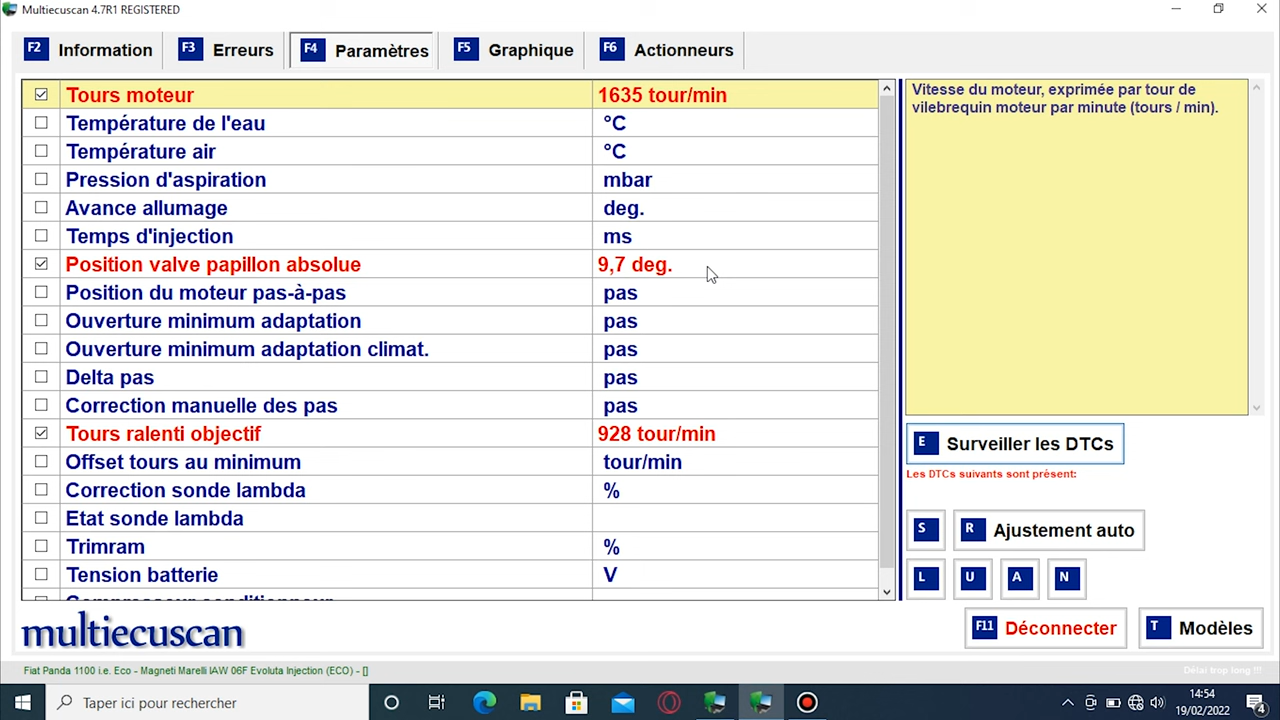 Multiecuscan 4.7R1 REGISTERED
F2 Information
F3 Erreurs
F4 Paramètres
F5 Graphique
F6 Actionneurs
Tours moteur 1635 tour/min
Température de l'eau °C
Température air °C
Pression d'aspiration mbar
Avance allumage deg.
Temps d'injection ms
Position valve papillon absolue 9,7 deg.
Position du moteur pas-à-pas pas
Ouverture minimum adaptation pas
Ouverture minimum adaptation climat. pas
Delta pas pas
Correction manuelle des pas pas
Tours ralenti objectif 928 tour/min
Offset tours au minimum tour/min
Correction sonde lambda %
Etat sonde lambda
Trimram %
Tension batterie V
Vitesse du moteur, exprimée par tour de
vilebrequin moteur par minute (tours / min).
E Surveiller les DTCs
Les DTCs suivants sont présent:
S
R Ajustement auto
L
U
A
N
F11 Déconnecter
T Modèles
multiecuscan
Fiat Panda 1100 i.e. Eco - Magneti Marelli IAW 06F Evoluta Injection (ECO) - []
Délai trop long !!!
Taper ici pour rechercher
14:54
19/02/2022
4